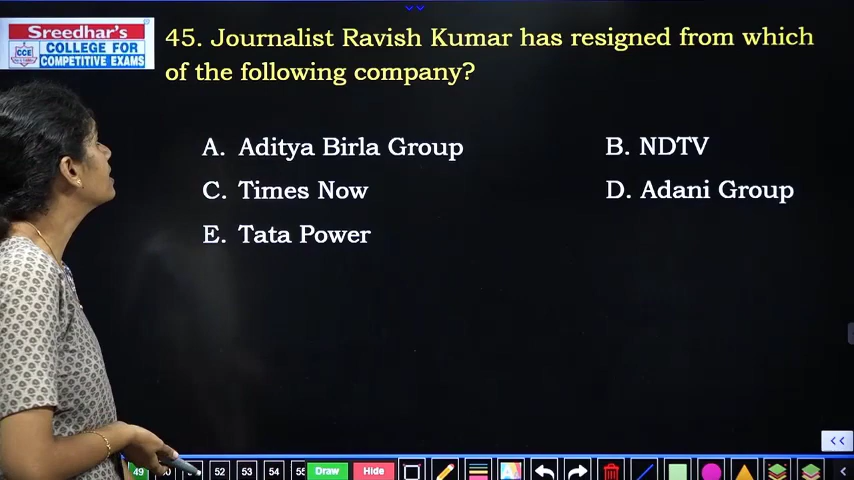 Sreedhar's
CCE
COLLEGE FOR
COMPETITIVE EXAMS
45. Journalist Ravish Kumar has resigned from which
of the following company?
A. Aditya Birla Group
B. NDTV
C. Times Now
D. Adani Group
E. Tata Power
49
52
53
54
Draw
Hide